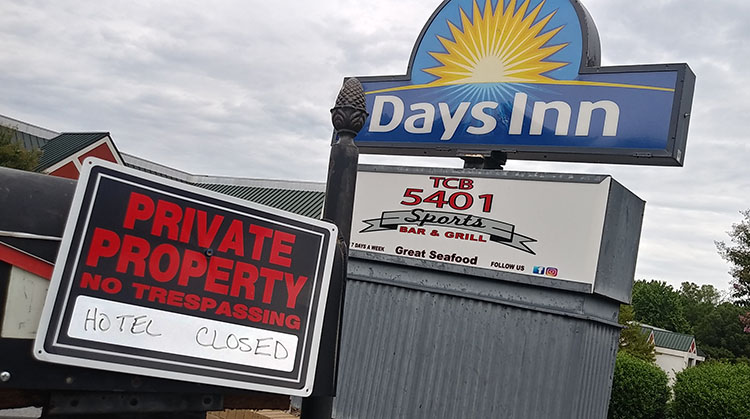 Days Inn
TCB
5401
Sports
BAR & GRILL
7 DAYS A WEEK
Great Seafood
FOLLOW US
PRIVATE
PROPERTY
NO TRESPASSING
HOTEL CLOSED